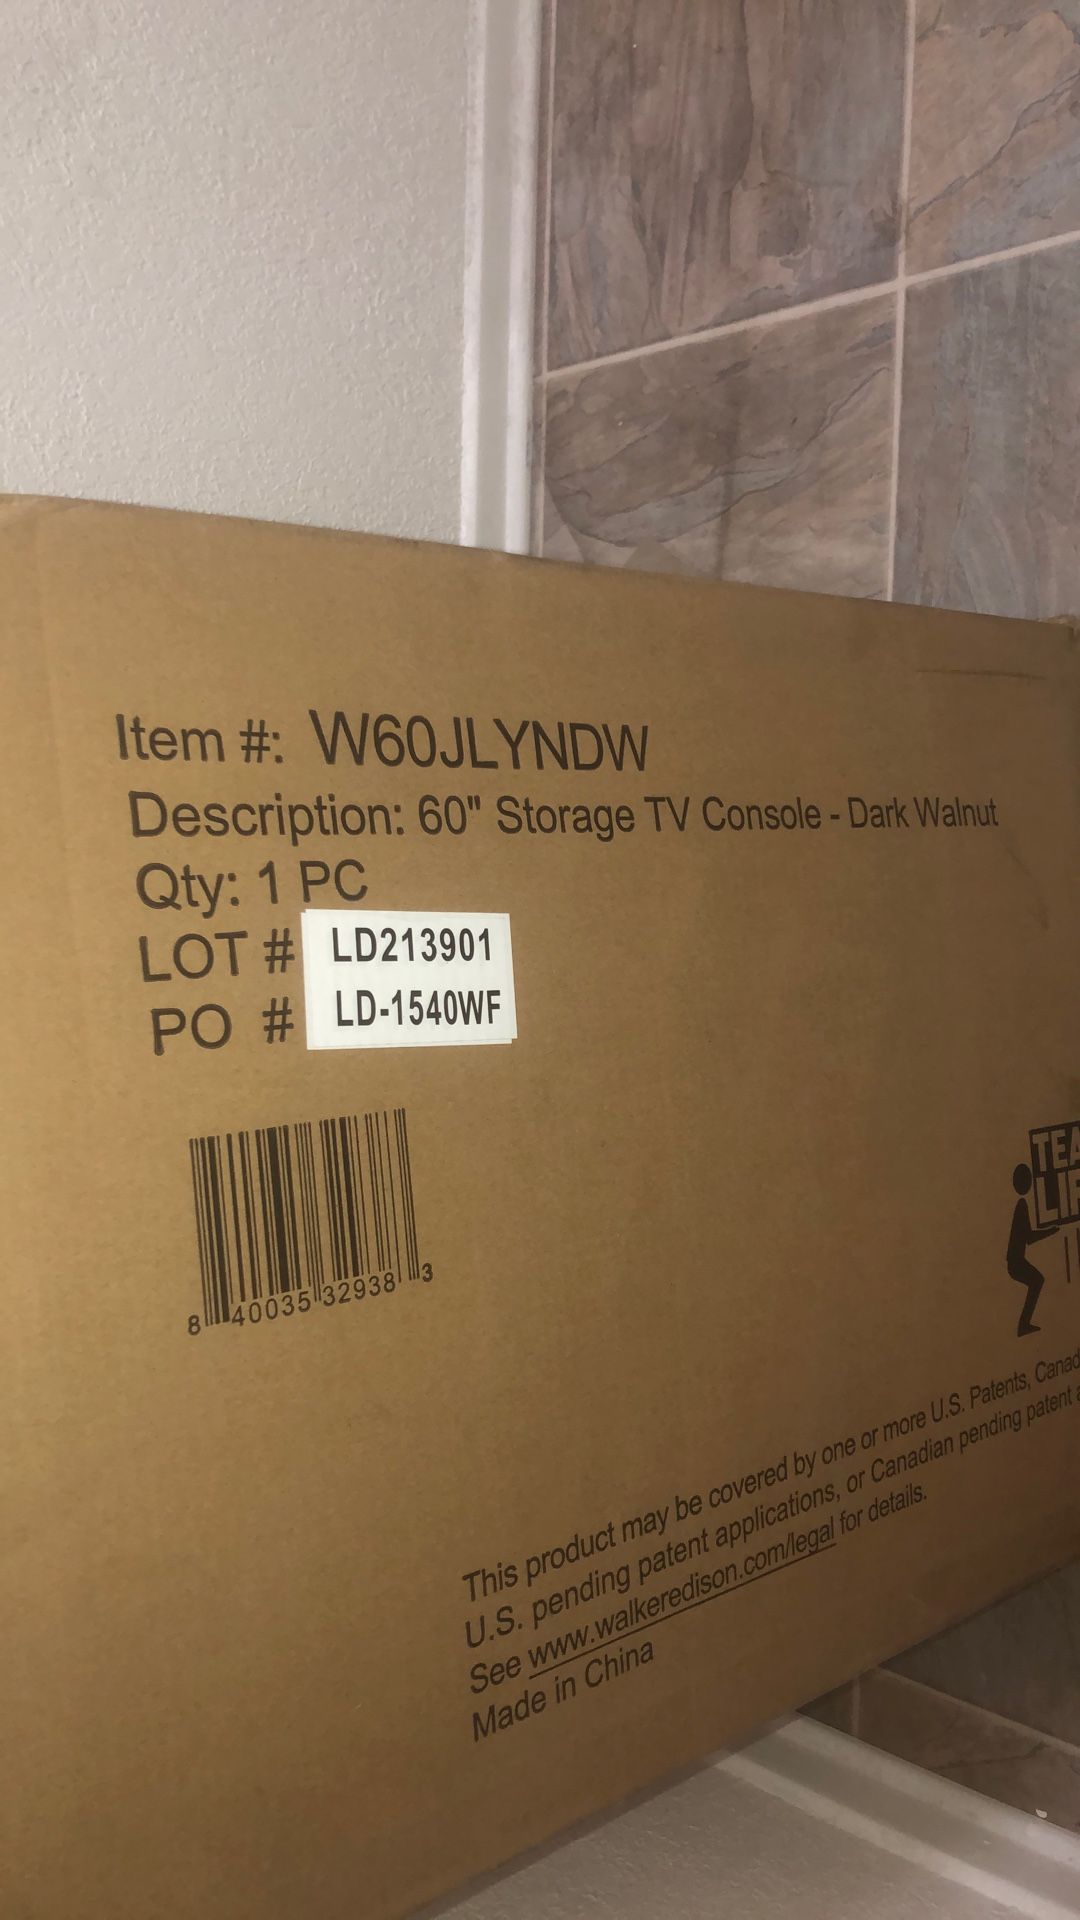 Item #: W60JLYNDW
Description: 60" Storage TV Console - Dark Walnut
Qty: 1 PC
LOT # LD213901
PO # LD-1540WF
8 40035 32938 3
This product may be covered by one or more U.S. Patents,
U.S. pending patent applications, or Canadian pending patent
See www.walkeredison.com/legal for details.
Made in China